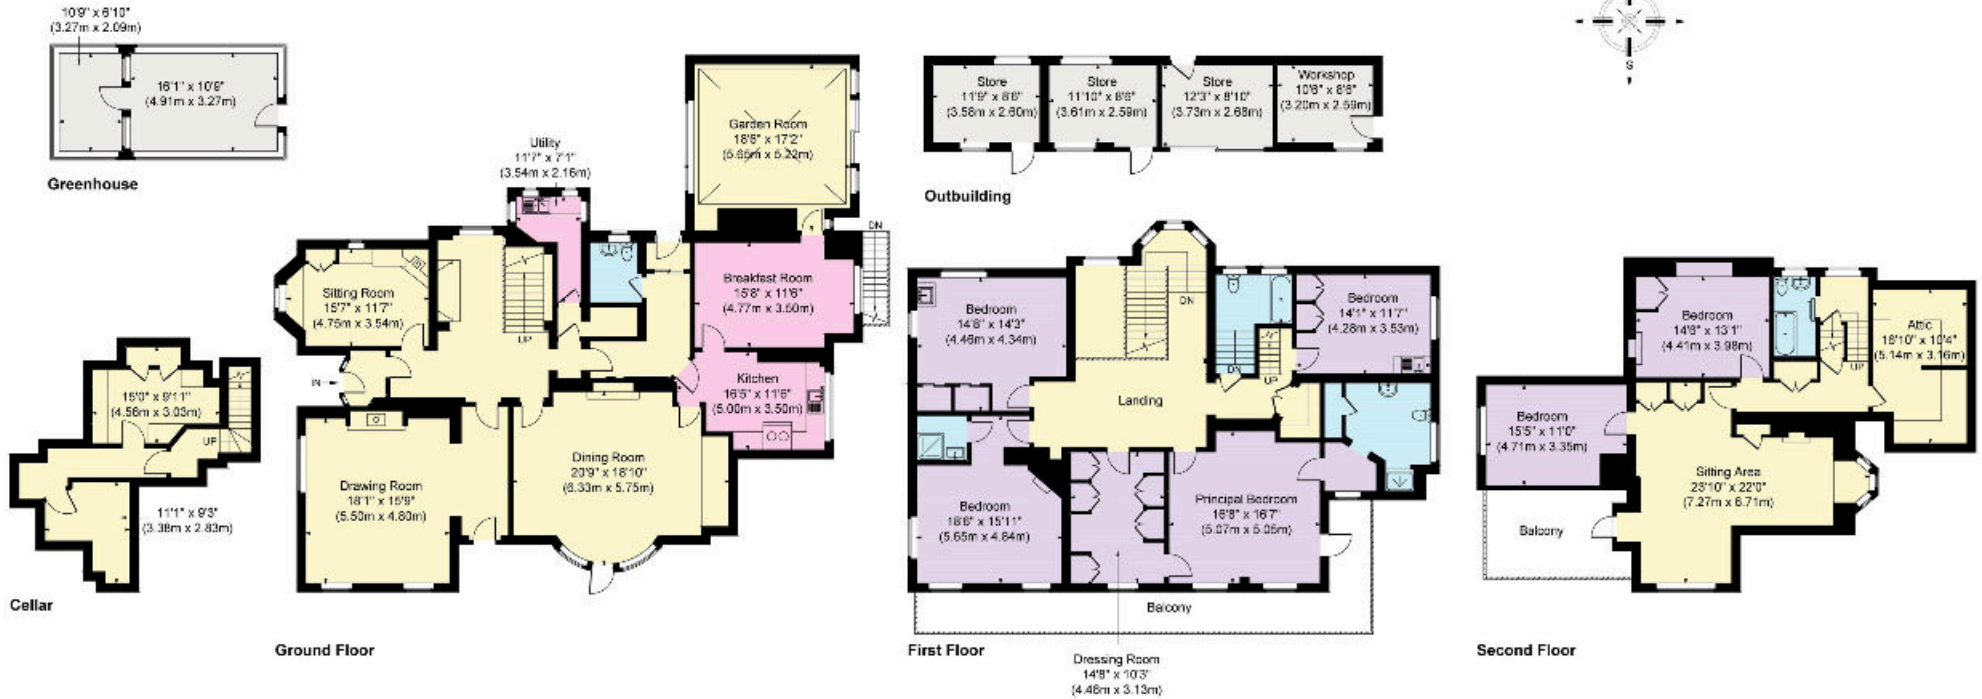 10'9" x 6'10"
(3.27m x 2.09m)
16'1" x 10'9"
(4.91m x 3.27m)
Greenhouse
Utility
11'7" x 7'1"
(3.54m x 2.16m)
Garden Room
18'6" x 17'2"
(5.65m x 5.22m)
DN
Sitting Room
15'7" x 11'7"
(4.75m x 3.54m)
Breakfast Room
15'8" x 11'6"
(4.77m x 3.50m)
UP
IN
Kitchen
16'5" x 11'6"
(5.00m x 3.50m)
Drawing Room
18'1" x 15'9"
(5.50m x 4.80m)
Dining Room
20'9" x 18'10"
(6.33m x 5.75m)
Ground Floor
15'0" x 9'11"
(4.56m x 3.03m)
UP
11'1" x 9'3"
(3.38m x 2.83m)
Cellar
Store
11'9" x 8'6"
(3.58m x 2.60m)
Store
11'10" x 8'6"
(3.61m x 2.59m)
Store
12'3" x 8'10"
(3.73m x 2.68m)
Workshop
10'6" x 8'6"
(3.20m x 2.59m)
Outbuilding
S
Bedroom
14'8" x 14'3"
(4.46m x 4.34m)
DN
Bedroom
14'1" x 11'7"
(4.28m x 3.53m)
DN
UP
Landing
Bedroom
18'6" x 15'11"
(5.65m x 4.84m)
Principal Bedroom
16'8" x 16'7"
(5.07m x 5.05m)
Balcony
First Floor
Dressing Room
14'8" x 10'3"
(4.46m x 3.13m)
Bedroom
14'6" x 13'1"
(4.41m x 3.98m)
Attic
16'10" x 10'4"
(5.14m x 3.16m)
UP
Bedroom
15'5" x 11'0"
(4.71m x 3.35m)
Sitting Area
23'10" x 22'0"
(7.27m x 6.71m)
Balcony
Second Floor